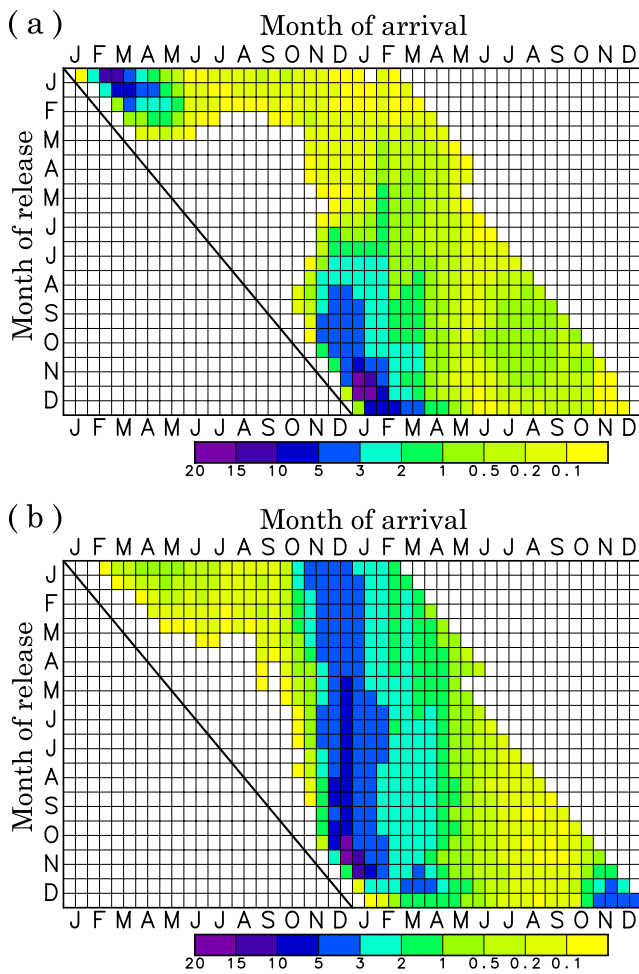 ( a )
Month of arrival
J F M A M J J A S O N D J F M A M J J A S O N D
Month of release
J
F
M
A
M
J
J
A
S
O
N
D
J F M A M J J A S O N D J F M A M J J A S O N D
20 15 10 5 3 2 1 0.5 0.2 0.1
( b )
Month of arrival
J F M A M J J A S O N D J F M A M J J A S O N D
Month of release
J
F
M
A
M
J
J
A
S
O
N
D
J F M A M J J A S O N D J F M A M J J A S O N D
20 15 10 5 3 2 1 0.5 0.2 0.1